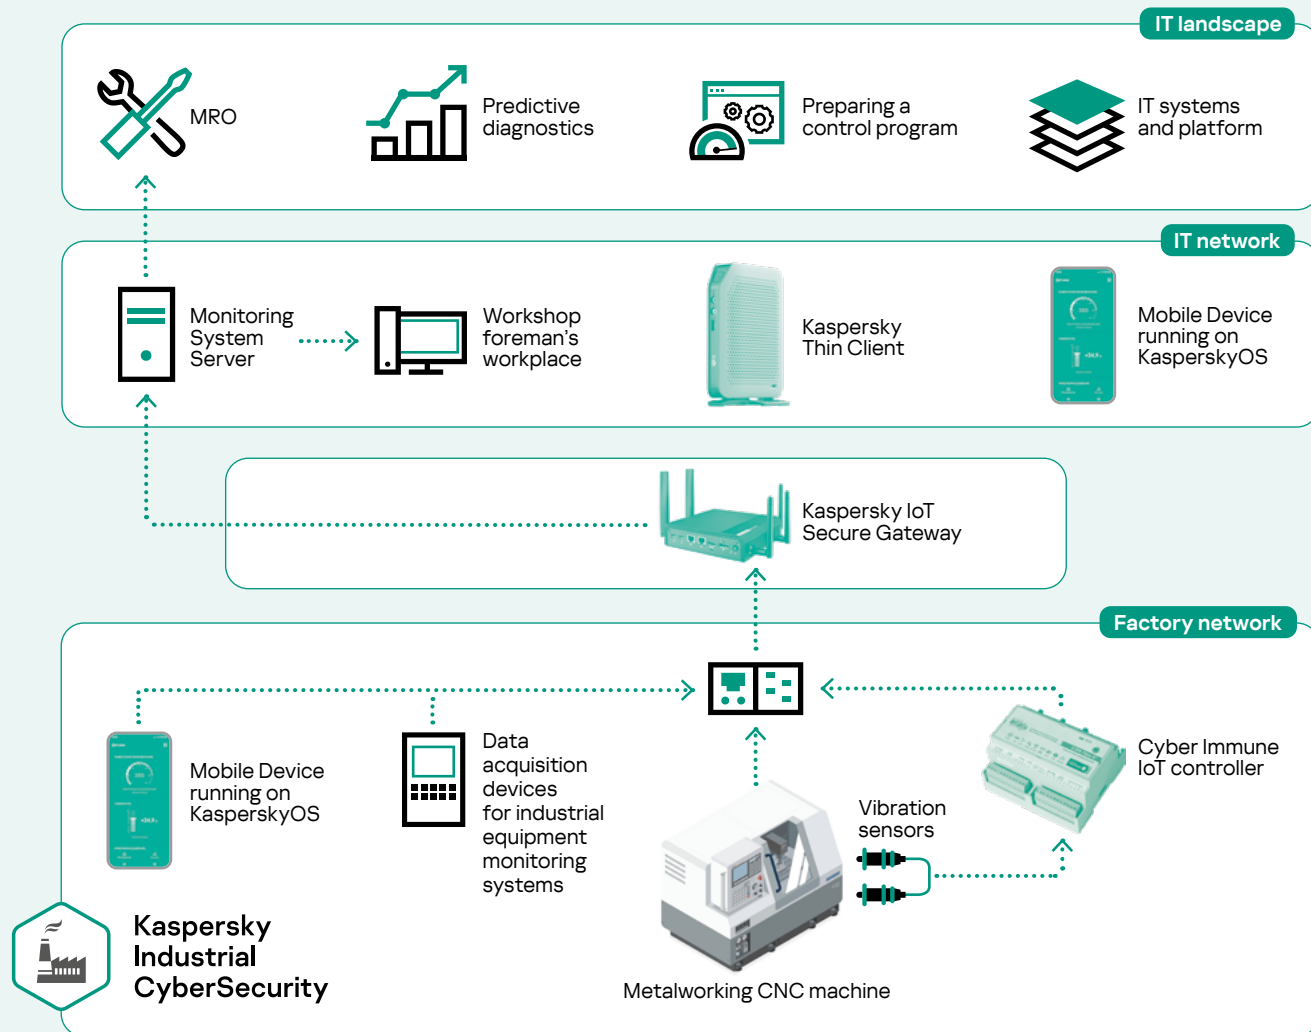 IT landscape
MRO
Predictive
diagnostics
Preparing a
control program
IT systems
and platform
IT network
Monitoring
System
Server
Workshop
foreman's
workplace
Kaspersky
Thin Client
Mobile Device
running on
KasperskyOS
Kaspersky IoT
Secure Gateway
Factory network
Mobile Device
running on
KasperskyOS
Data
acquisition
devices
for industrial
equipment
monitoring
systems
Vibration
sensors
Cyber Immune
IoT controller
Metalworking CNC machine
Kaspersky
Industrial
CyberSecurity